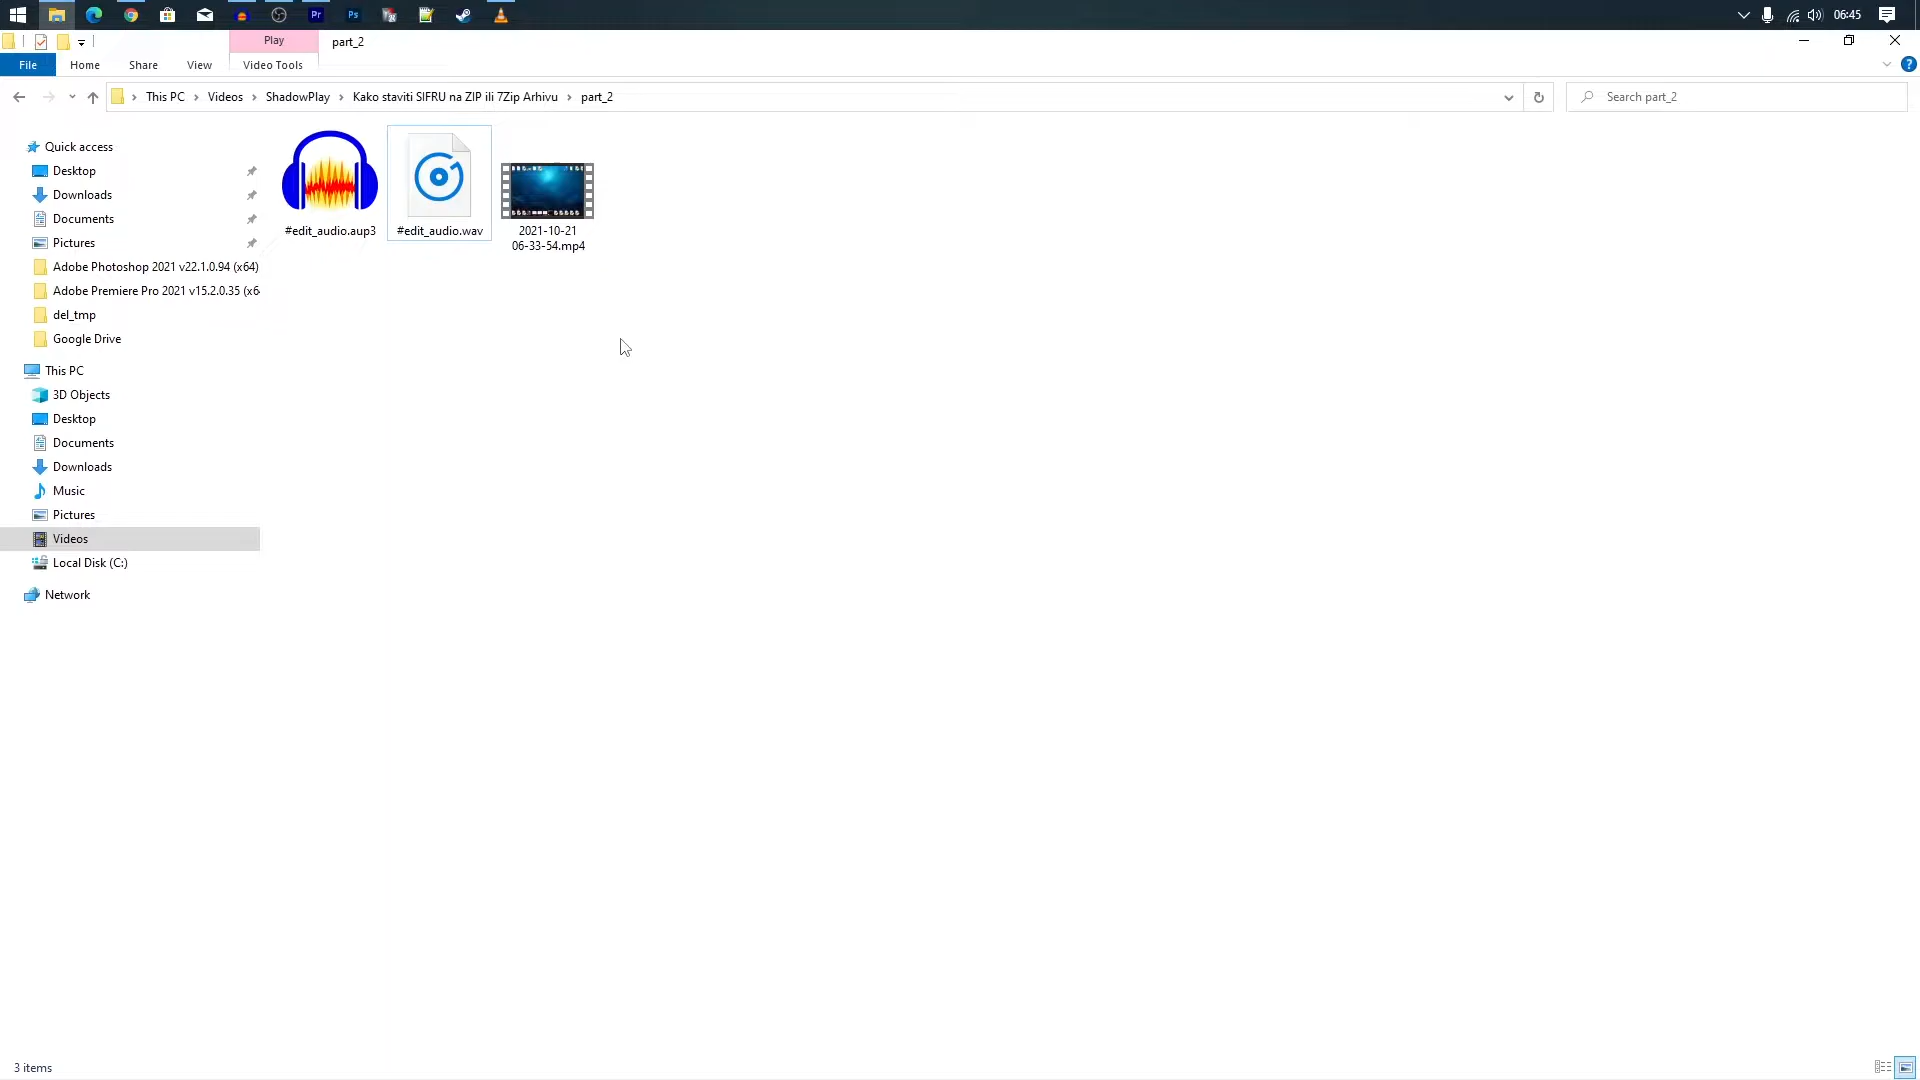 Pr
Ps
06:45
Play
part_2
File
Home
Share
View
Video Tools
This PC
Videos
ShadowPlay
Kako staviti SIFRU na ZIP ili 7Zip Arhivu
part_2
Search part_2
Quick access
Desktop
Downloads
Documents
Pictures
Adobe Photoshop 2021 v22.1.0.94 (x64)
Adobe Premiere Pro 2021 v15.2.0.35 (x6
del_tmp
Google Drive
This PC
3D Objects
Desktop
Documents
Downloads
Music
Pictures
Videos
Local Disk (C:)
Network
#edit_audio.aup3
#edit_audio.wav
2021-10-21
06-33-54.mp4
3 items